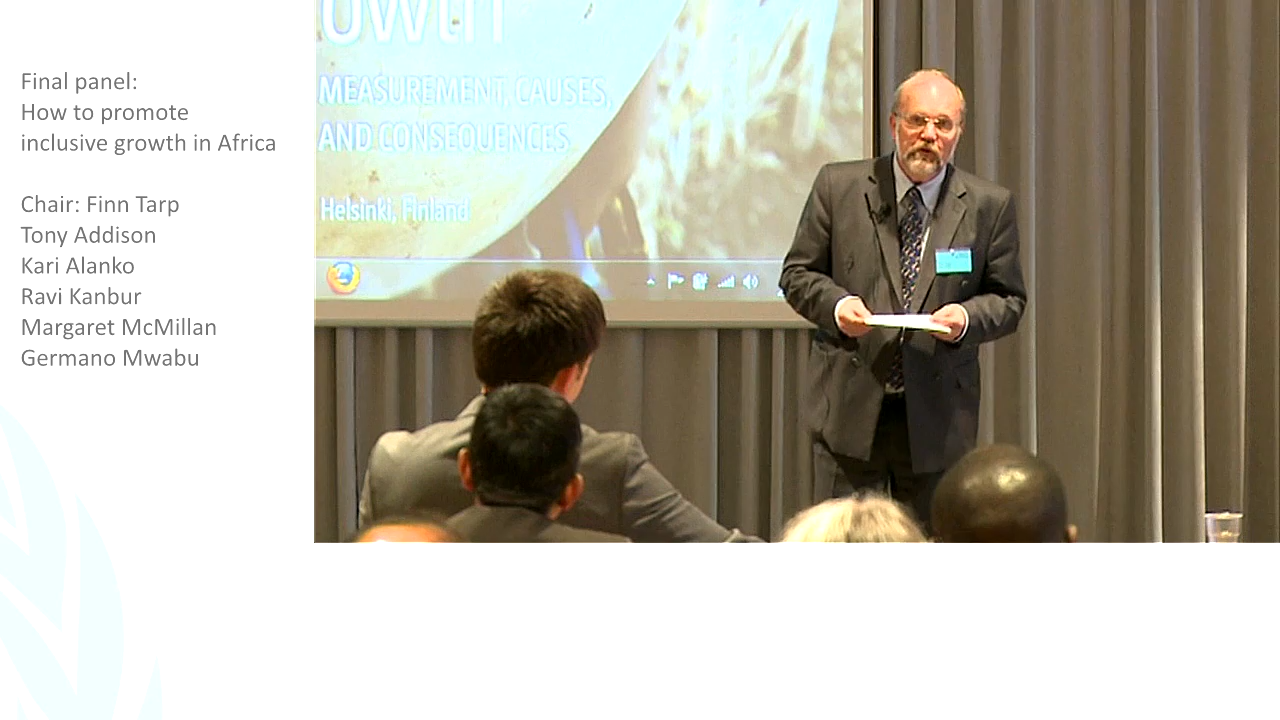 Final panel:
How to promote
inclusive growth in Africa
Chair: Finn Tarp
Tony Addison
Kari Alanko
Ravi Kanbur
Margaret McMillan
Germano Mwabu
owth
MEASUREMENT, CAUSES,
AND CONSEQUENCES
Helsinki, Finland